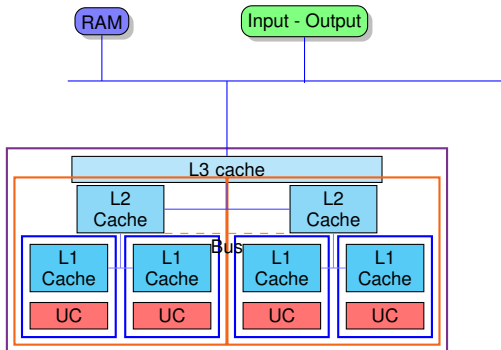 RAM
Input - Output
L3 cache
L2
Cache
L2
Cache
Bus
L1
Cache
L1
Cache
L1
Cache
L1
Cache
UC
UC
UC
UC